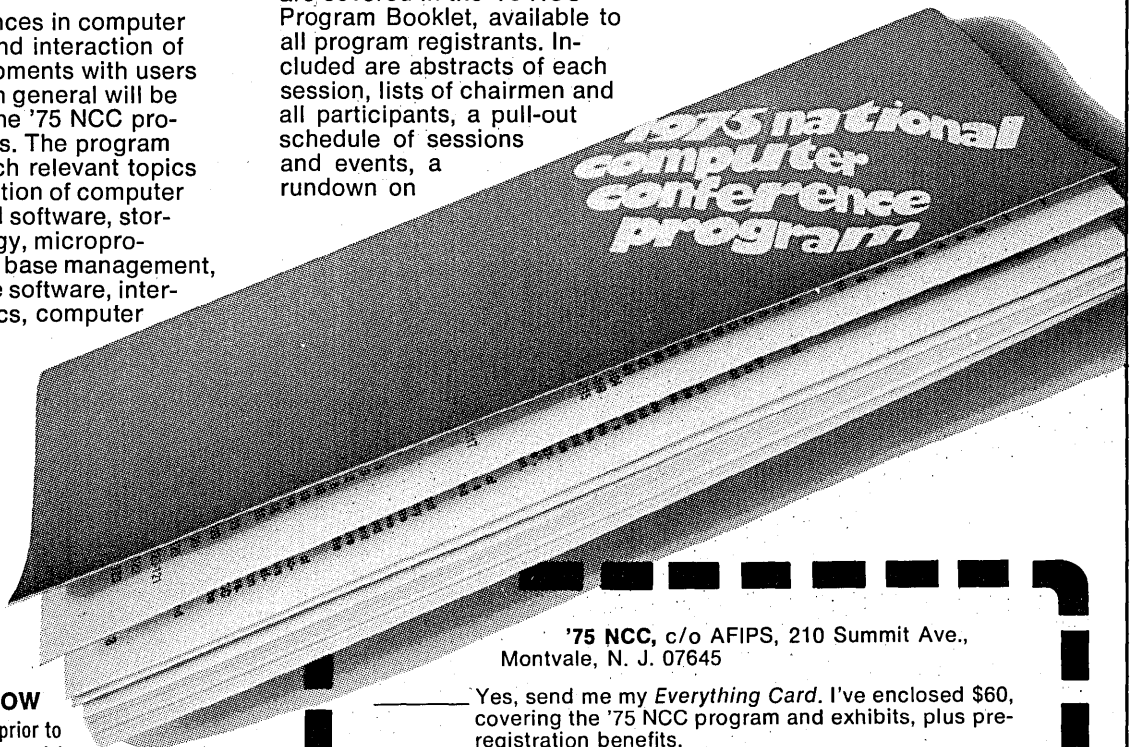 nces in computer
nd interaction of
pments with users
n general will be
he '75 NCC pro-
s. The program
ch relevant topics
tion of computer
d software, stor-
gy, micropro-
base management,
e software, inter-
cs, computer
Program Booklet, available to
all program registrants. In-
cluded are abstracts of each
session, lists of chairmen and
all participants, a pull-out
schedule of sessions
and events, a
rundown on
1975 national
computer
conference
program
OW
prior to
'75 NCC, c/o AFIPS, 210 Summit Ave.,
Montvale, N. J. 07645
Yes, send me my Everything Card. I've enclosed $60,
covering the '75 NCC program and exhibits, plus pre-
registration benefits.